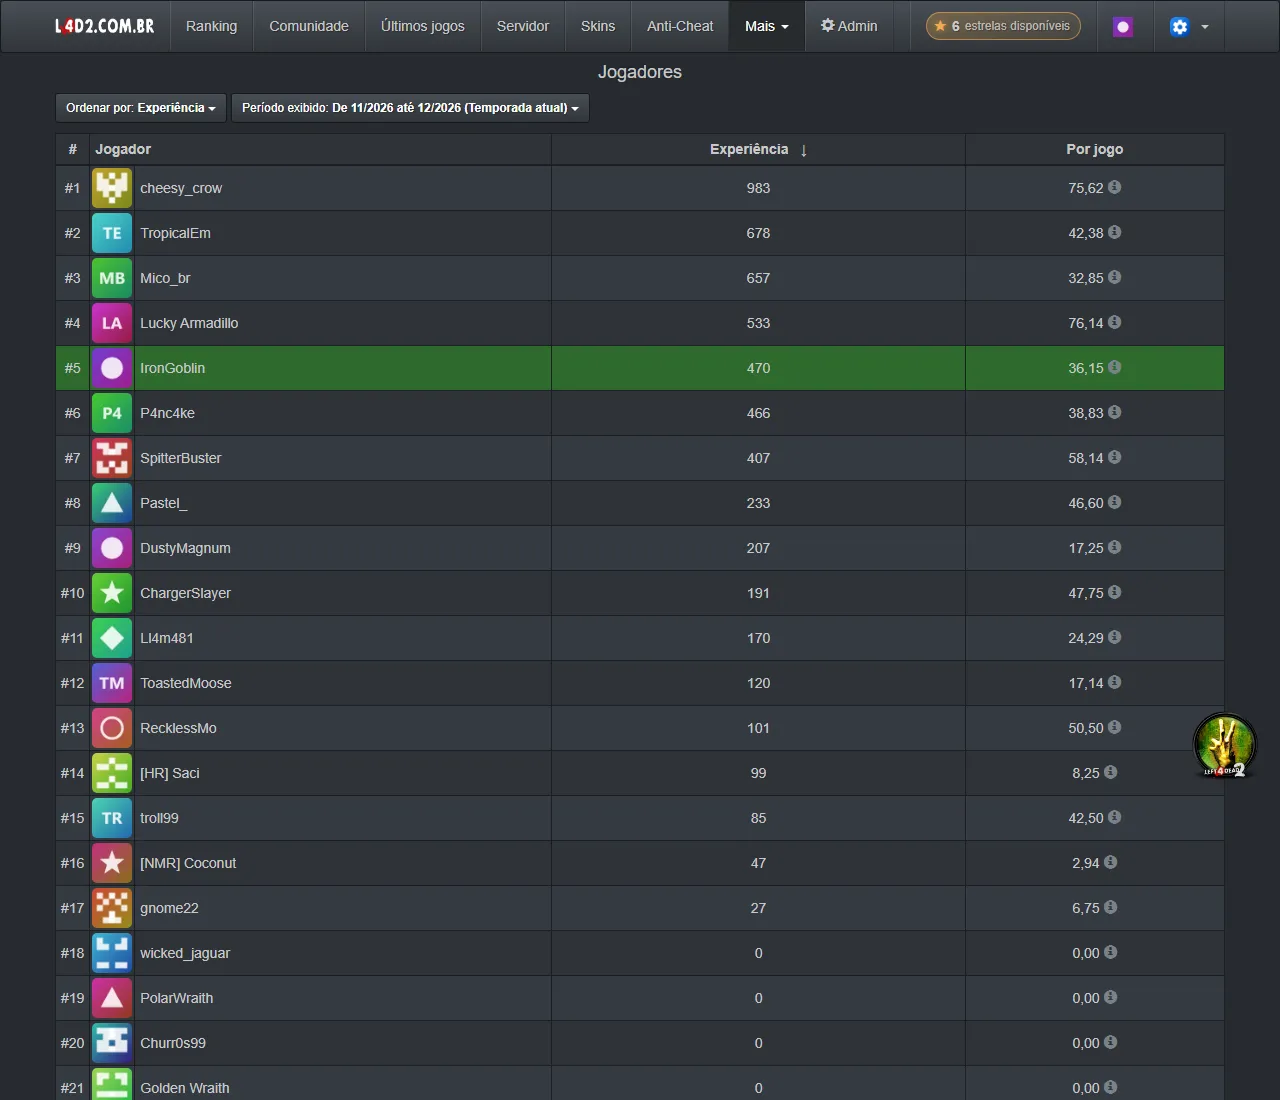 L4D2.COM.BR Ranking Comunidade Últimos jogos Servidor Skins Anti-Cheat Mais Admin 6 estrelas disponíveis
Jogadores
Ordenar por: Experiência Período exibido: De 11/2026 até 12/2026 (Temporada atual)
# Jogador Experiência ↓ Por jogo
#1 cheesy_crow 983 75,62
#2 TE TropicalEm 678 42,38
#3 MB Mico_br 657 32,85
#4 LA Lucky Armadillo 533 76,14
#5 IronGoblin 470 36,15
#6 P4 P4nc4ke 466 38,83
#7 SpitterBuster 407 58,14
#8 Pastel_ 233 46,60
#9 DustyMagnum 207 17,25
#10 ChargerSlayer 191 47,75
#11 Ll4m481 170 24,29
#12 TM ToastedMoose 120 17,14
#13 RecklessMo 101 50,50
#14 [HR] Saci 99 8,25
#15 TR troll99 85 42,50
#16 [NMR] Coconut 47 2,94
#17 gnome22 27 6,75
#18 wicked_jaguar 0 0,00
#19 PolarWraith 0 0,00
#20 Churr0s99 0 0,00
#21 Golden Wraith 0 0,00
LEFT 4 DEAD 2